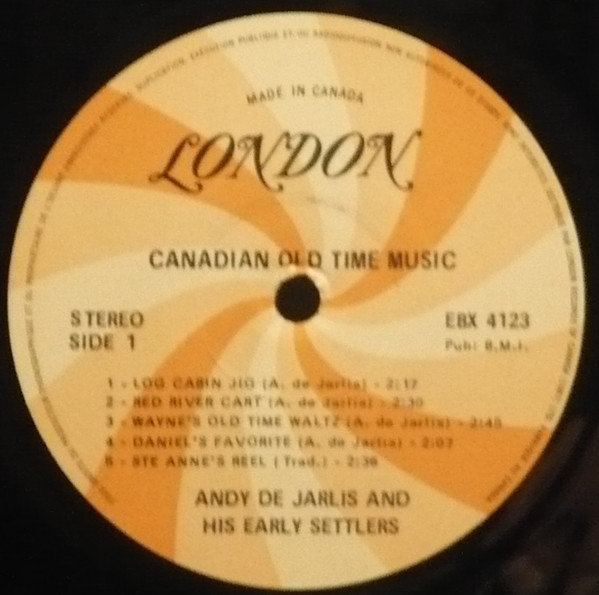 MADE IN CANADA
LONDON
CANADIAN OLD TIME MUSIC
STEREO
SIDE 1
EBX 4123
Pub: B.M.I.
1 - LOG CABIN JIG (A. de Jarlis) - 2:17
2 - RED RIVER CART (A. de Jarlis) - 2:30
3 - WAYNE'S OLD TIME WALTZ (A. de Jarlis) - 2:45
4 - DANIEL'S FAVORITE (A. de Jarlis) - 2:07
5 - STE ANNE'S REEL (Trad.) - 2:36
ANDY DE JARLIS AND
HIS EARLY SETTLERS